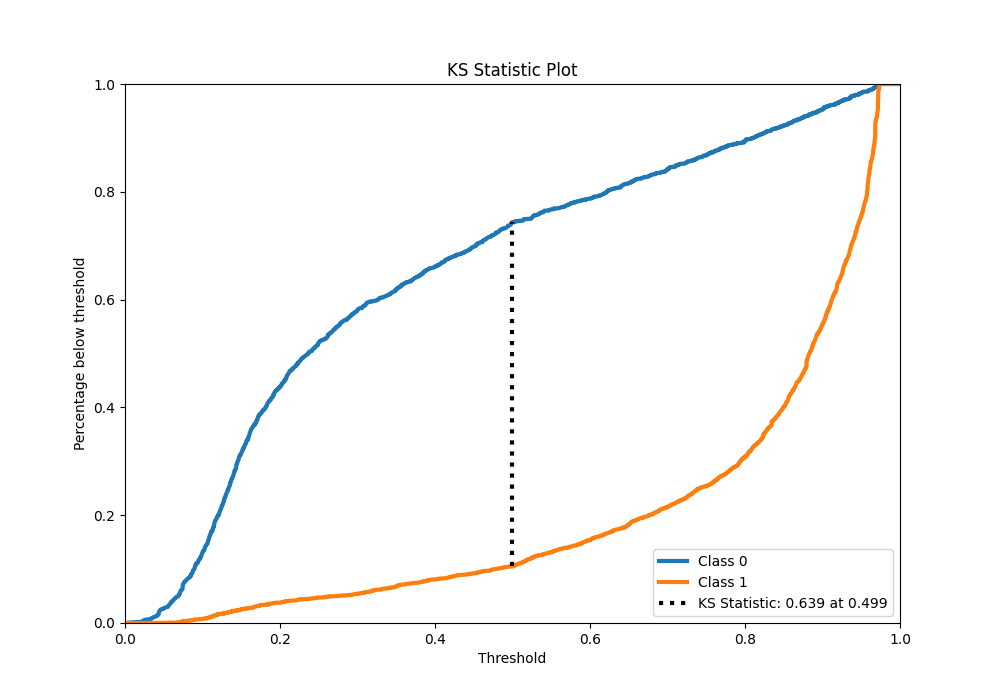 KS Statistic Plot
Percentage below threshold
1.0
0.8
0.6
0.4
0.2
0.0
0.0 0.2 0.4 0.6 0.8 1.0
Threshold
Class 0
Class 1
KS Statistic: 0.639 at 0.499